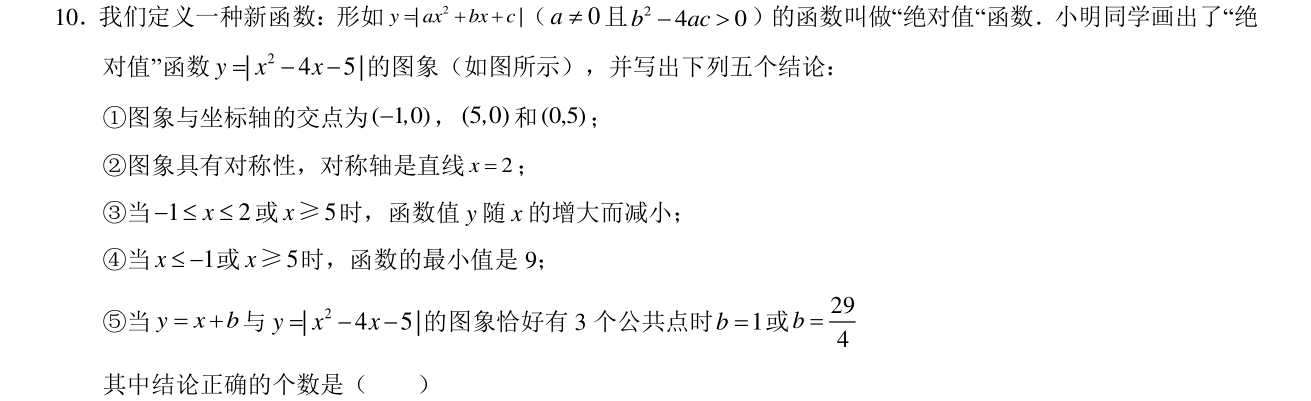 10．我们定义一种新函数：形如 y=|ax²+bx+c|（a≠0且b²−4ac>0）的函数叫做“绝对值“函数．小明同学画出了“绝
对值”函数 y=|x²−4x−5|的图象（如图所示），并写出下列五个结论：
①图象与坐标轴的交点为(−1,0)，(5,0)和(0,5)；
②图象具有对称性，对称轴是直线 x=2；
③当−1≤x≤2或x≥5时，函数值 y 随 x 的增大而减小；
④当x≤−1或x≥5时，函数的最小值是 9；
⑤当 y=x+b与 y=|x²−4x−5|的图象恰好有 3 个公共点时b=1或b=29/4
其中结论正确的个数是（　　）